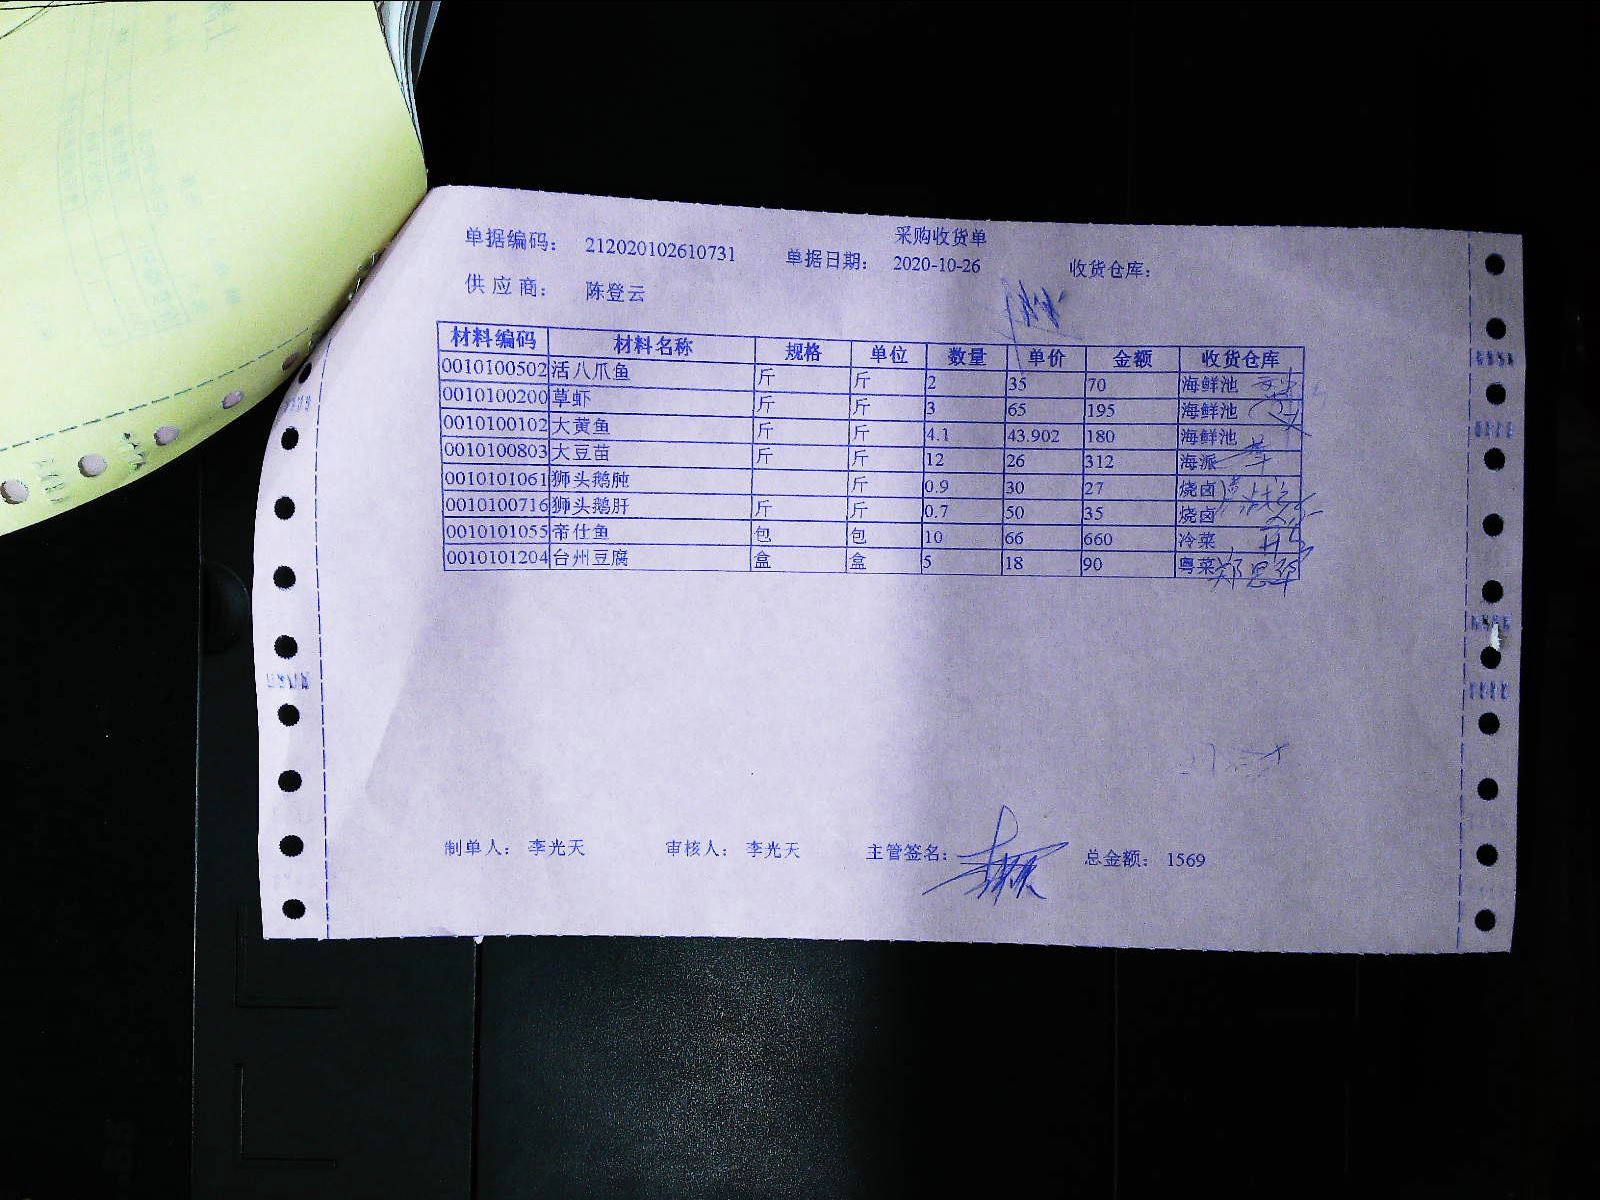 采购收货单
单据编码： 212020102610731 单据日期： 2020-10-26 收货仓库：
供应商： 陈登云
材料编码 材料名称 规格 单位 数量 单价 金额 收货仓库
0010100502 活八爪鱼 斤 斤 2 35 70 海鲜池
0010100200 草虾 斤 斤 3 65 195 海鲜池
0010100102 大黄鱼 斤 斤 4.1 43.902 180 海鲜池
0010100803 大豆苗 斤 斤 12 26 312 海派
0010101061 狮头鹅肫 斤 0.9 30 27 烧卤
0010100716 狮头鹅肝 斤 斤 0.7 50 35 烧卤
0010101055 帝仕鱼 包 包 10 66 660 冷菜
0010101204 台州豆腐 盒 盒 5 18 90 粤菜
制单人： 李光天 审核人： 李光天 主管签名： 总金额： 1569